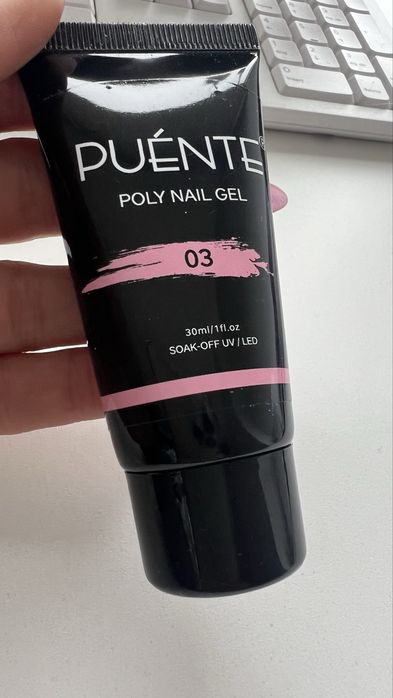 PUÉNTE
POLY NAIL GEL
03
30ml/1fl.oz
SOAK-OFF UV / LED